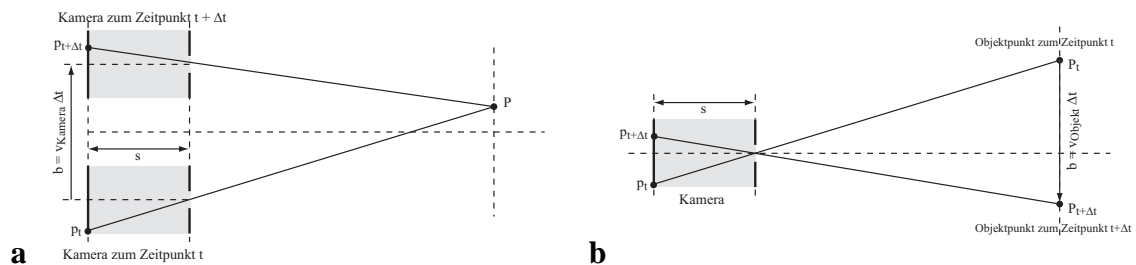 Kamera zum Zeitpunkt t + Δt
pt+Δt
b = vKamera Δt
P
s
pt
Kamera zum Zeitpunkt t
a
Objektpunkt zum Zeitpunkt t
Pt
s
pt+Δt
b = vObjekt Δt
pt
Kamera
Pt+Δt
Objektpunkt zum Zeitpunkt t+Δt
b